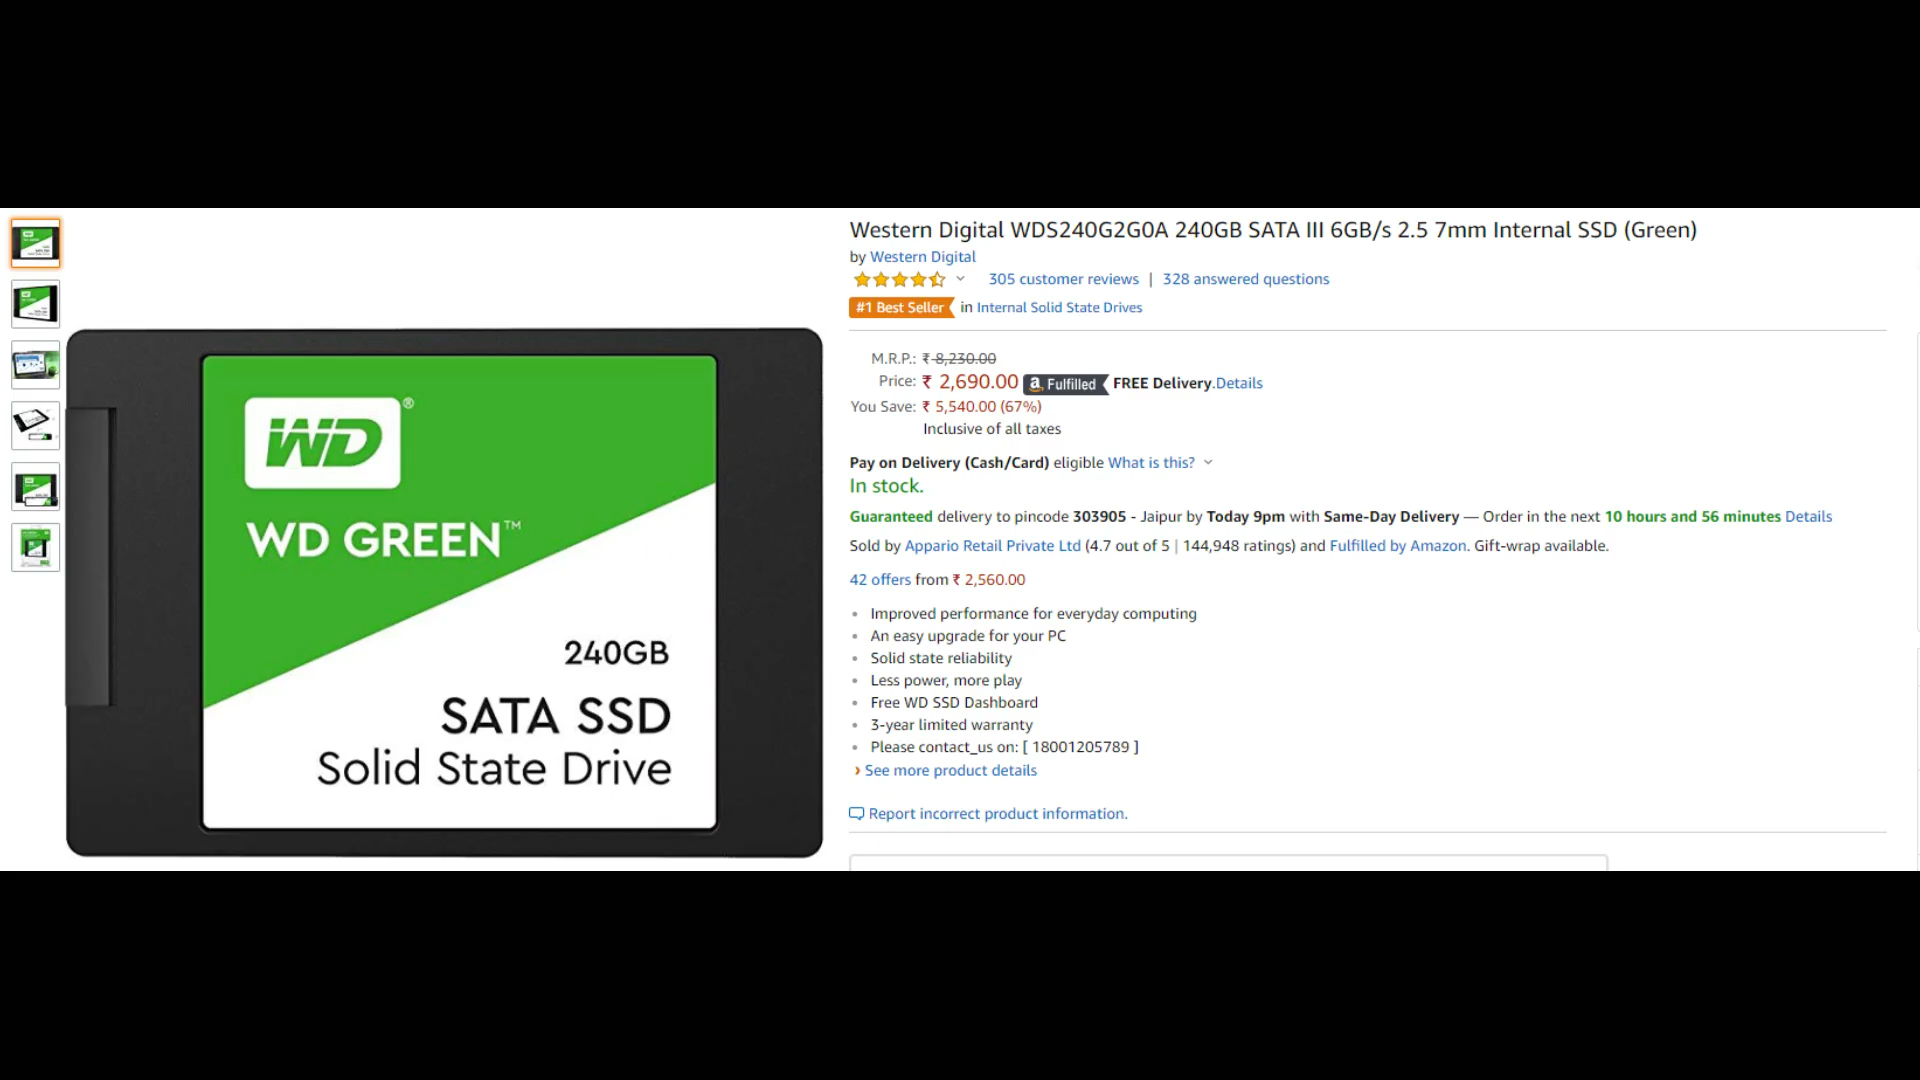 Western Digital WDS240G2G0A 240GB SATA III 6GB/s 2.5 7mm Internal SSD (Green)
by Western Digital
305 customer reviews | 328 answered questions
#1 Best Seller in Internal Solid State Drives
M.R.P.: ₹ 8,230.00
Price: ₹ 2,690.00 a Fulfilled FREE Delivery.Details
You Save: ₹ 5,540.00 (67%)
Inclusive of all taxes
Pay on Delivery (Cash/Card) eligible What is this?
In stock.
Guaranteed delivery to pincode 303905 - Jaipur by Today 9pm with Same-Day Delivery — Order in the next 10 hours and 56 minutes Details
Sold by Appario Retail Private Ltd (4.7 out of 5 | 144,948 ratings) and Fulfilled by Amazon. Gift-wrap available.
42 offers from ₹ 2,560.00
• Improved performance for everyday computing
• An easy upgrade for your PC
• Solid state reliability
• Less power, more play
• Free WD SSD Dashboard
• 3-year limited warranty
• Please contact_us on: [ 18001205789 ]
› See more product details
Report incorrect product information.
WD®
WD GREEN™
240GB
SATA SSD
Solid State Drive